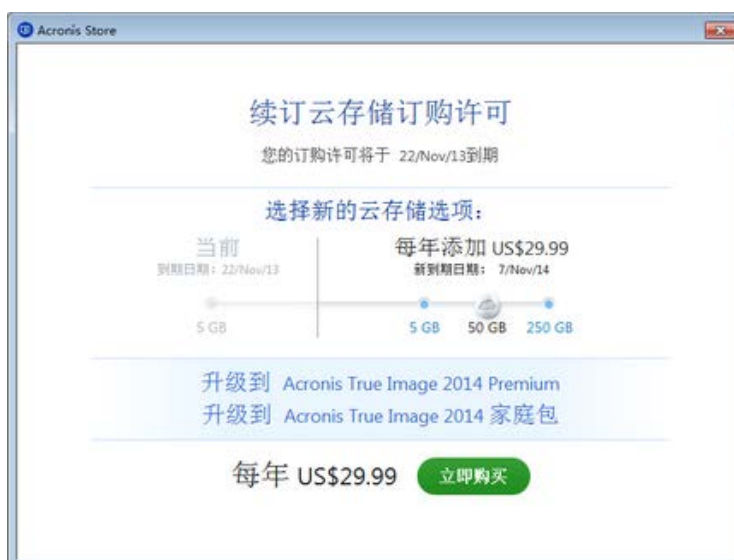 Acronis Store
续订云存储订购许可
您的订购许可将于 22/Nov/13到期
选择新的云存储选项:
当前
到期日期: 22/Nov/13
5 GB
每年添加 US$29.99
新到期日期: 7/Nov/14
5 GB 50 GB 250 GB
升级到 Acronis True Image 2014 Premium
升级到 Acronis True Image 2014 家庭包
每年 US$29.99 立即购买